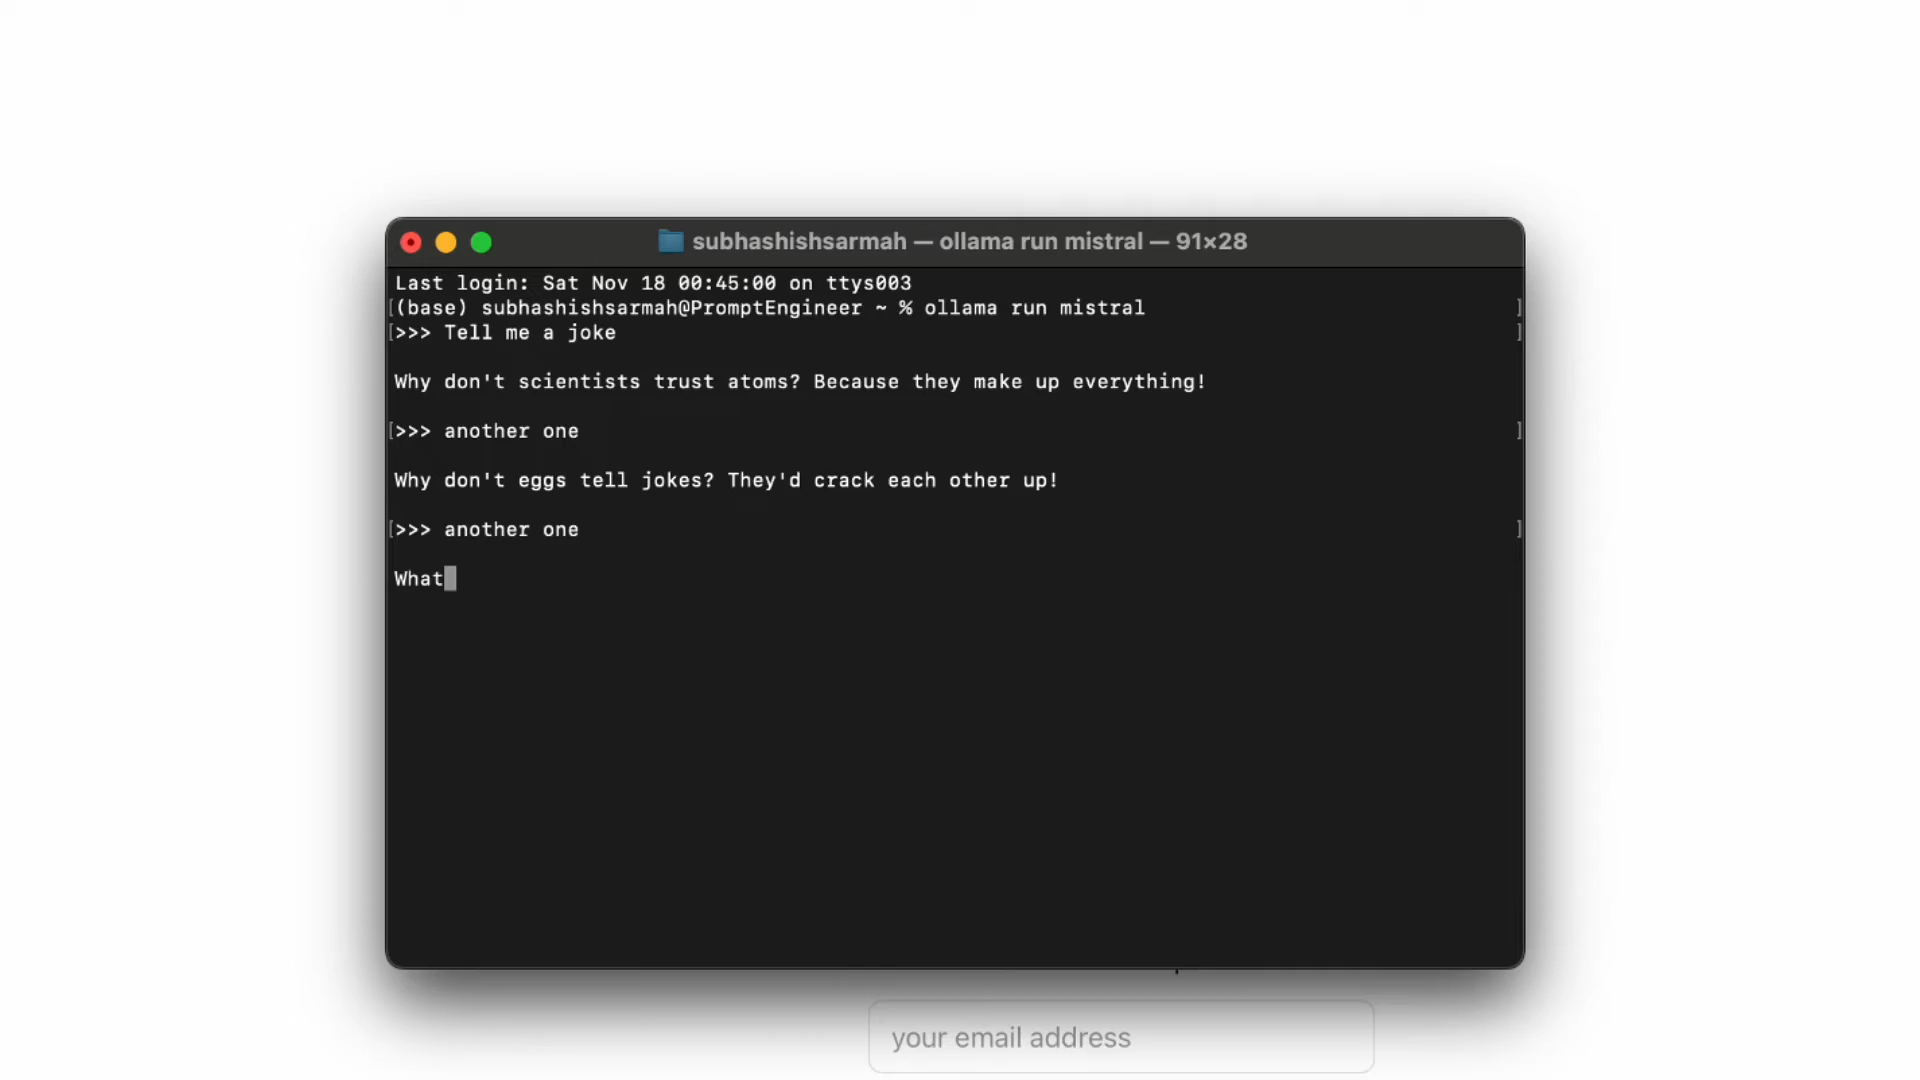 subhashishsarmah — ollama run mistral — 91×28
Last login: Sat Nov 18 00:45:00 on ttys003
[(base) subhashishsarmah@PromptEngineer ~ % ollama run mistral ]
[>>> Tell me a joke ]
Why don't scientists trust atoms? Because they make up everything!
[>>> another one ]
Why don't eggs tell jokes? They'd crack each other up!
[>>> another one ]
What
your email address